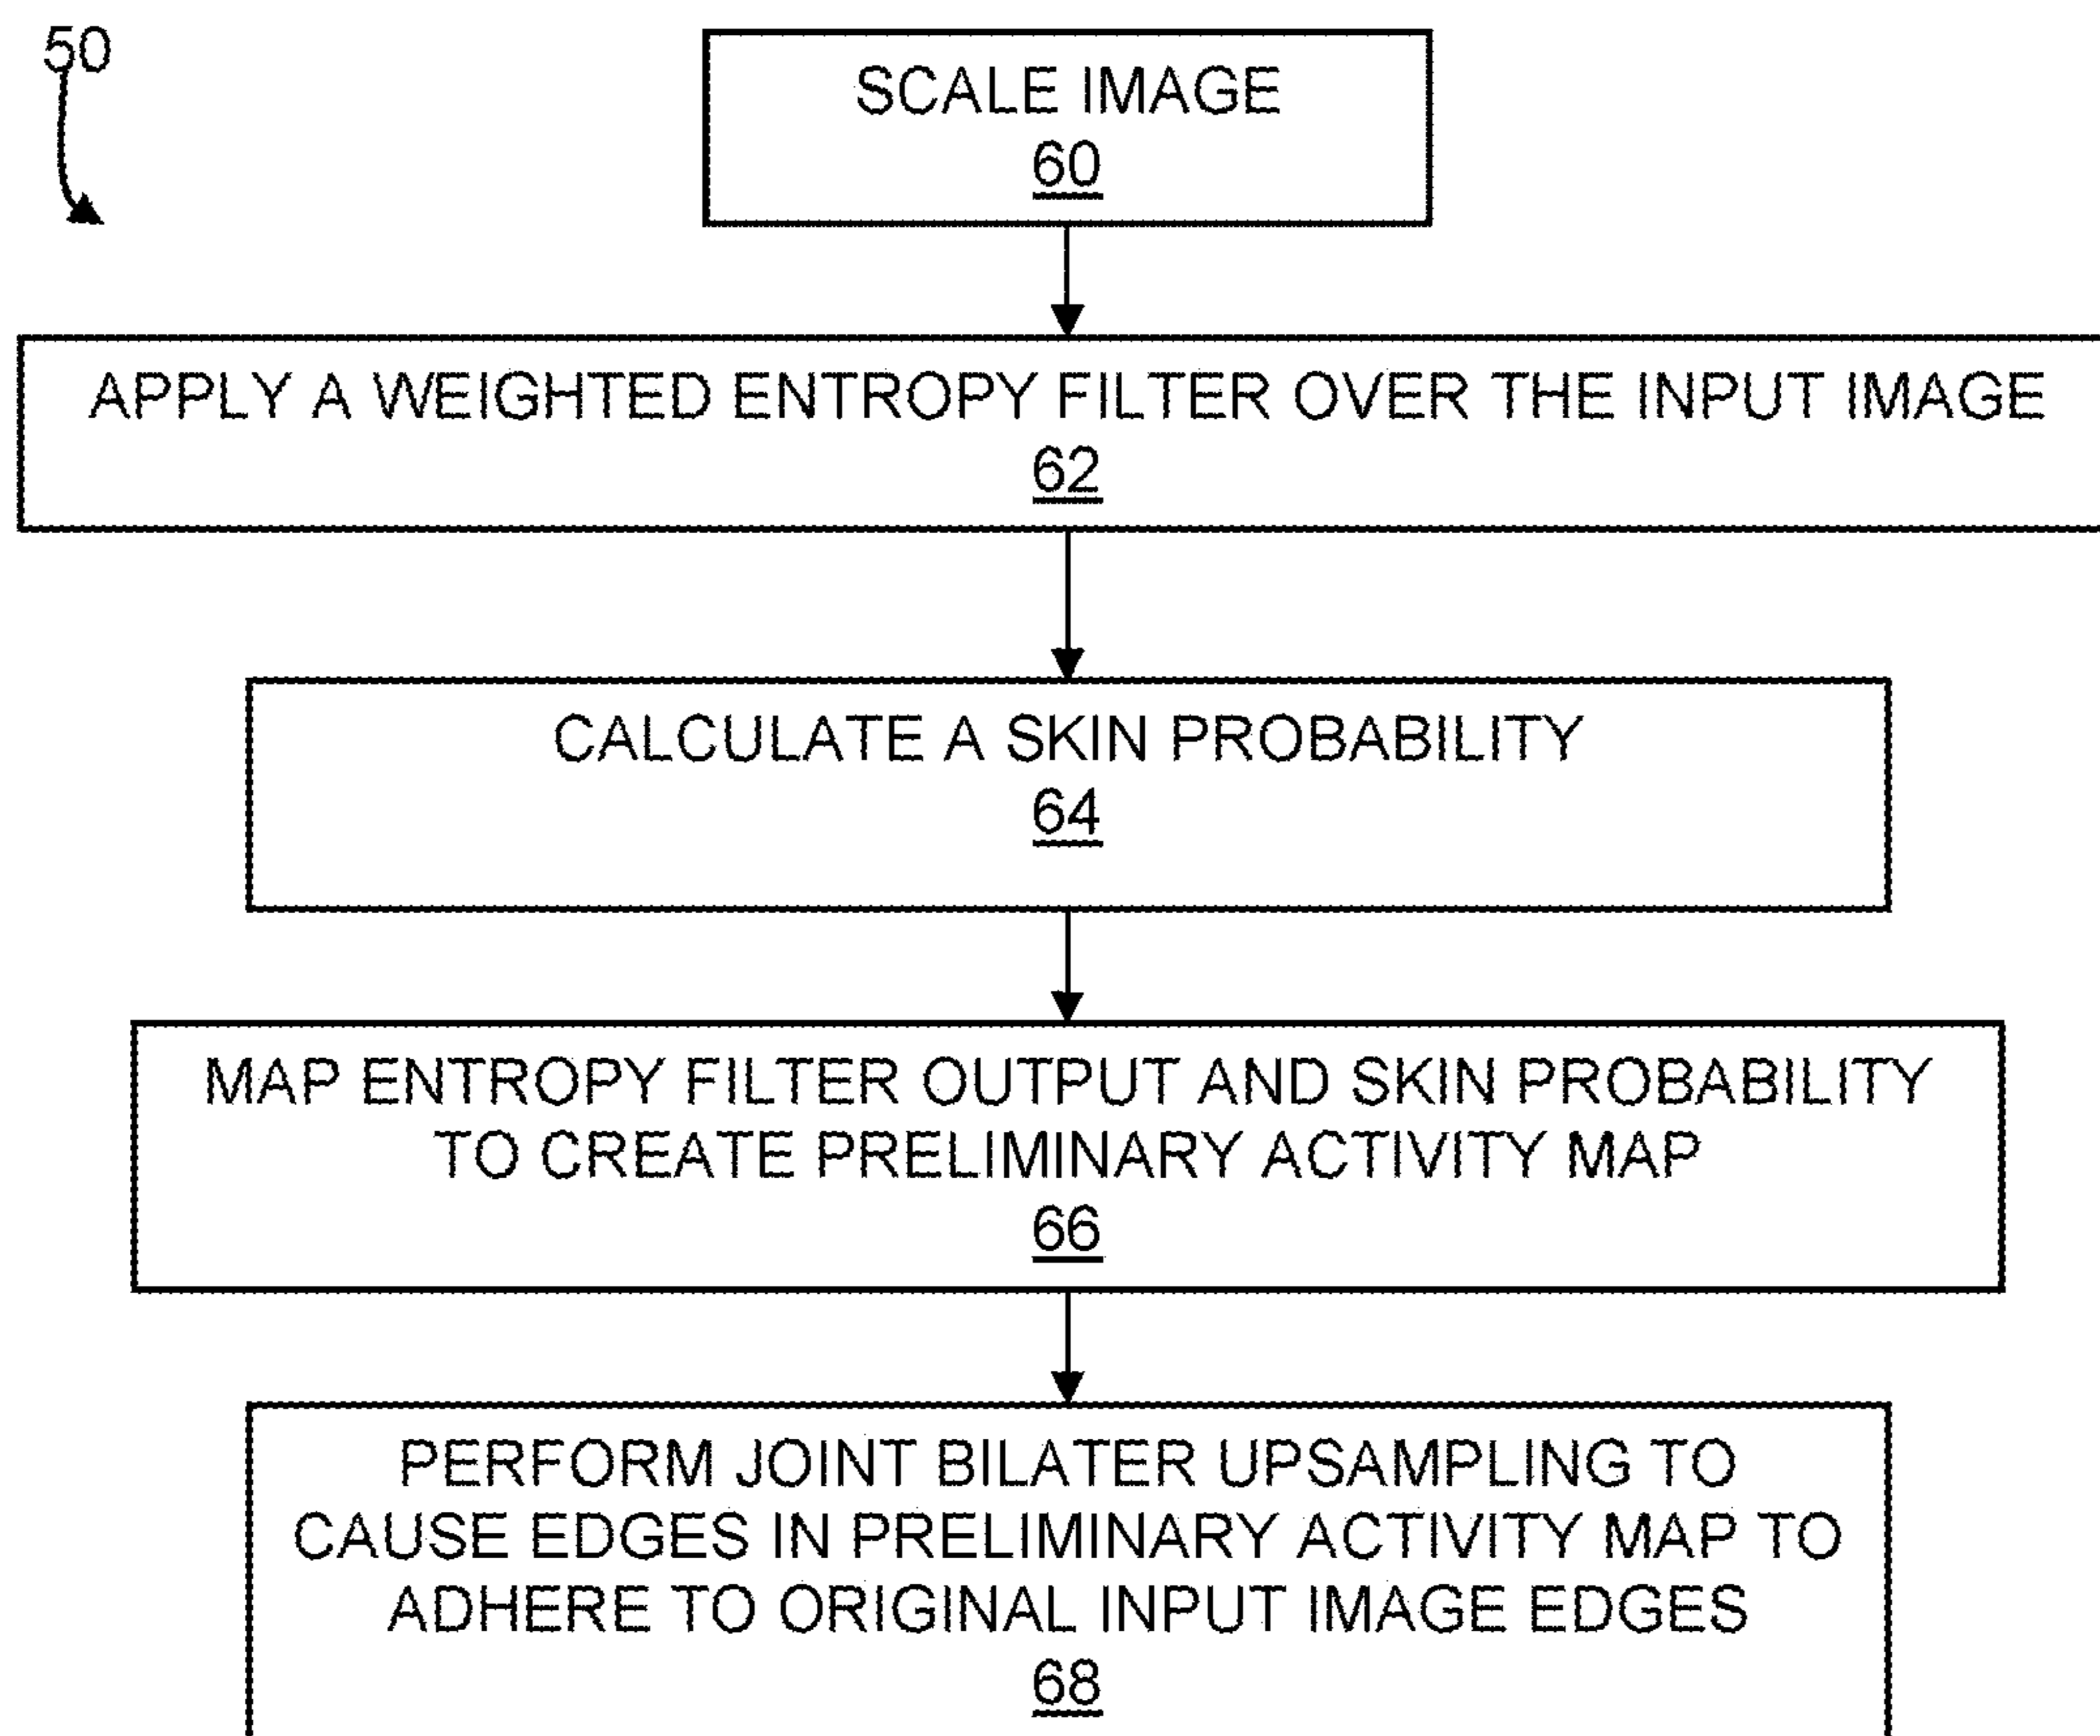 50
SCALE IMAGE
60
APPLY A WEIGHTED ENTROPY FILTER OVER THE INPUT IMAGE
62
CALCULATE A SKIN PROBABILITY
64
MAP ENTROPY FILTER OUTPUT AND SKIN PROBABILITY
TO CREATE PRELIMINARY ACTIVITY MAP
66
PERFORM JOINT BILATER UPSAMPLING TO
CAUSE EDGES IN PRELIMINARY ACTIVITY MAP TO
ADHERE TO ORIGINAL INPUT IMAGE EDGES
68